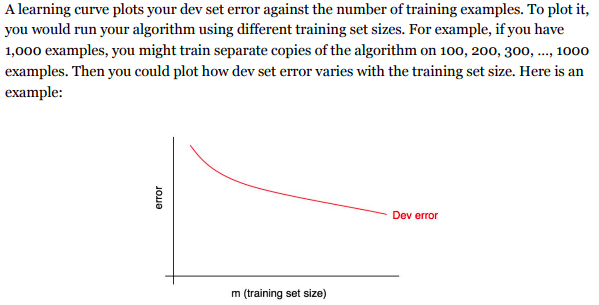 A learning curve plots your dev set error against the number of training examples. To plot it,
you would run your algorithm using different training set sizes. For example, if you have
1,000 examples, you might train separate copies of the algorithm on 100, 200, 300, ..., 1000
examples. Then you could plot how dev set error varies with the training set size. Here is an
example:
error
Dev error
m (training set size)